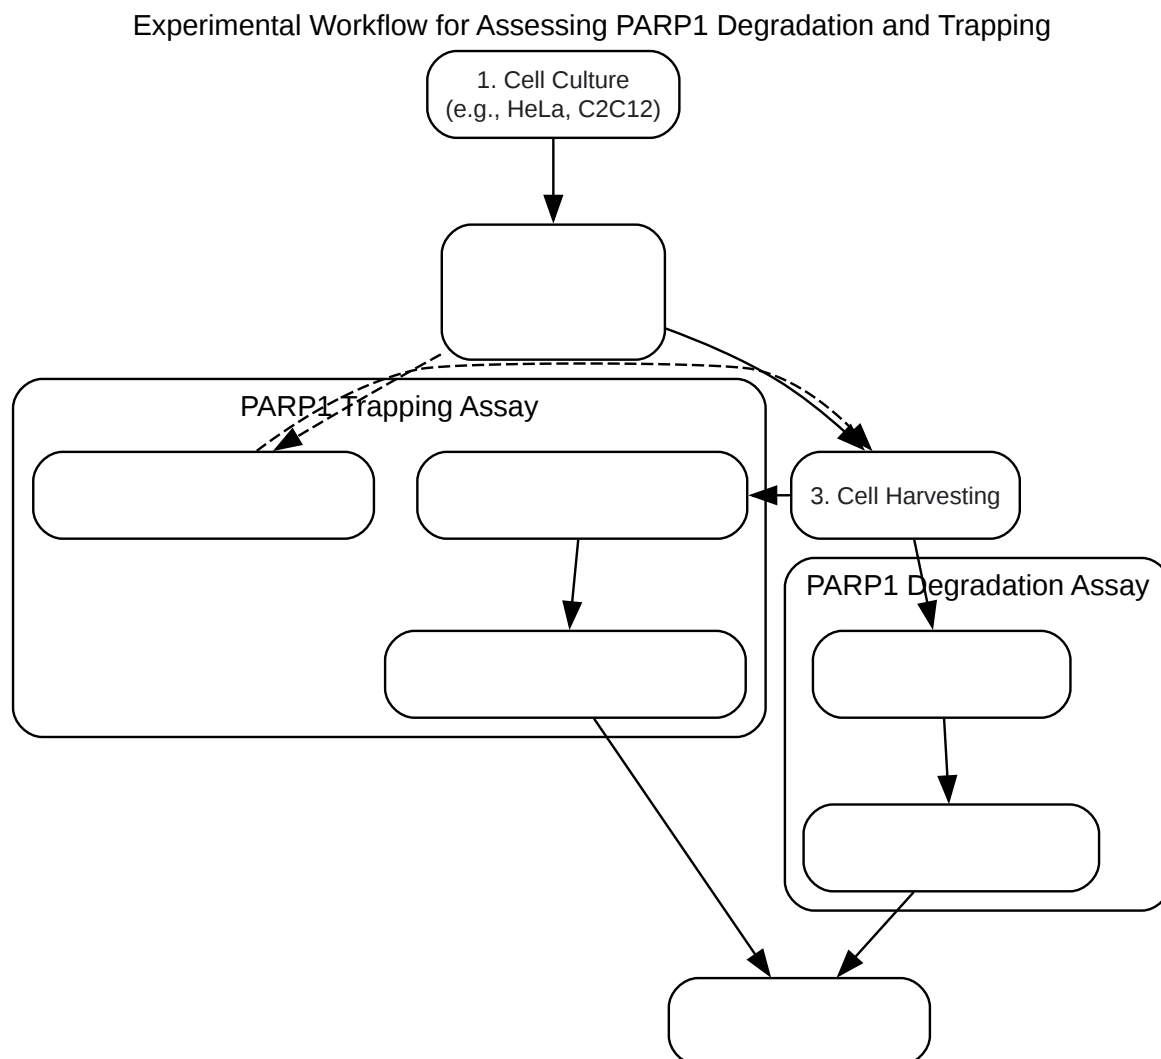 Experimental Workflow for Assessing PARP1 Degradation and Trapping
1. Cell Culture
(e.g., HeLa, C2C12)
PARP1 Trapping Assay
3. Cell Harvesting
PARP1 Degradation Assay